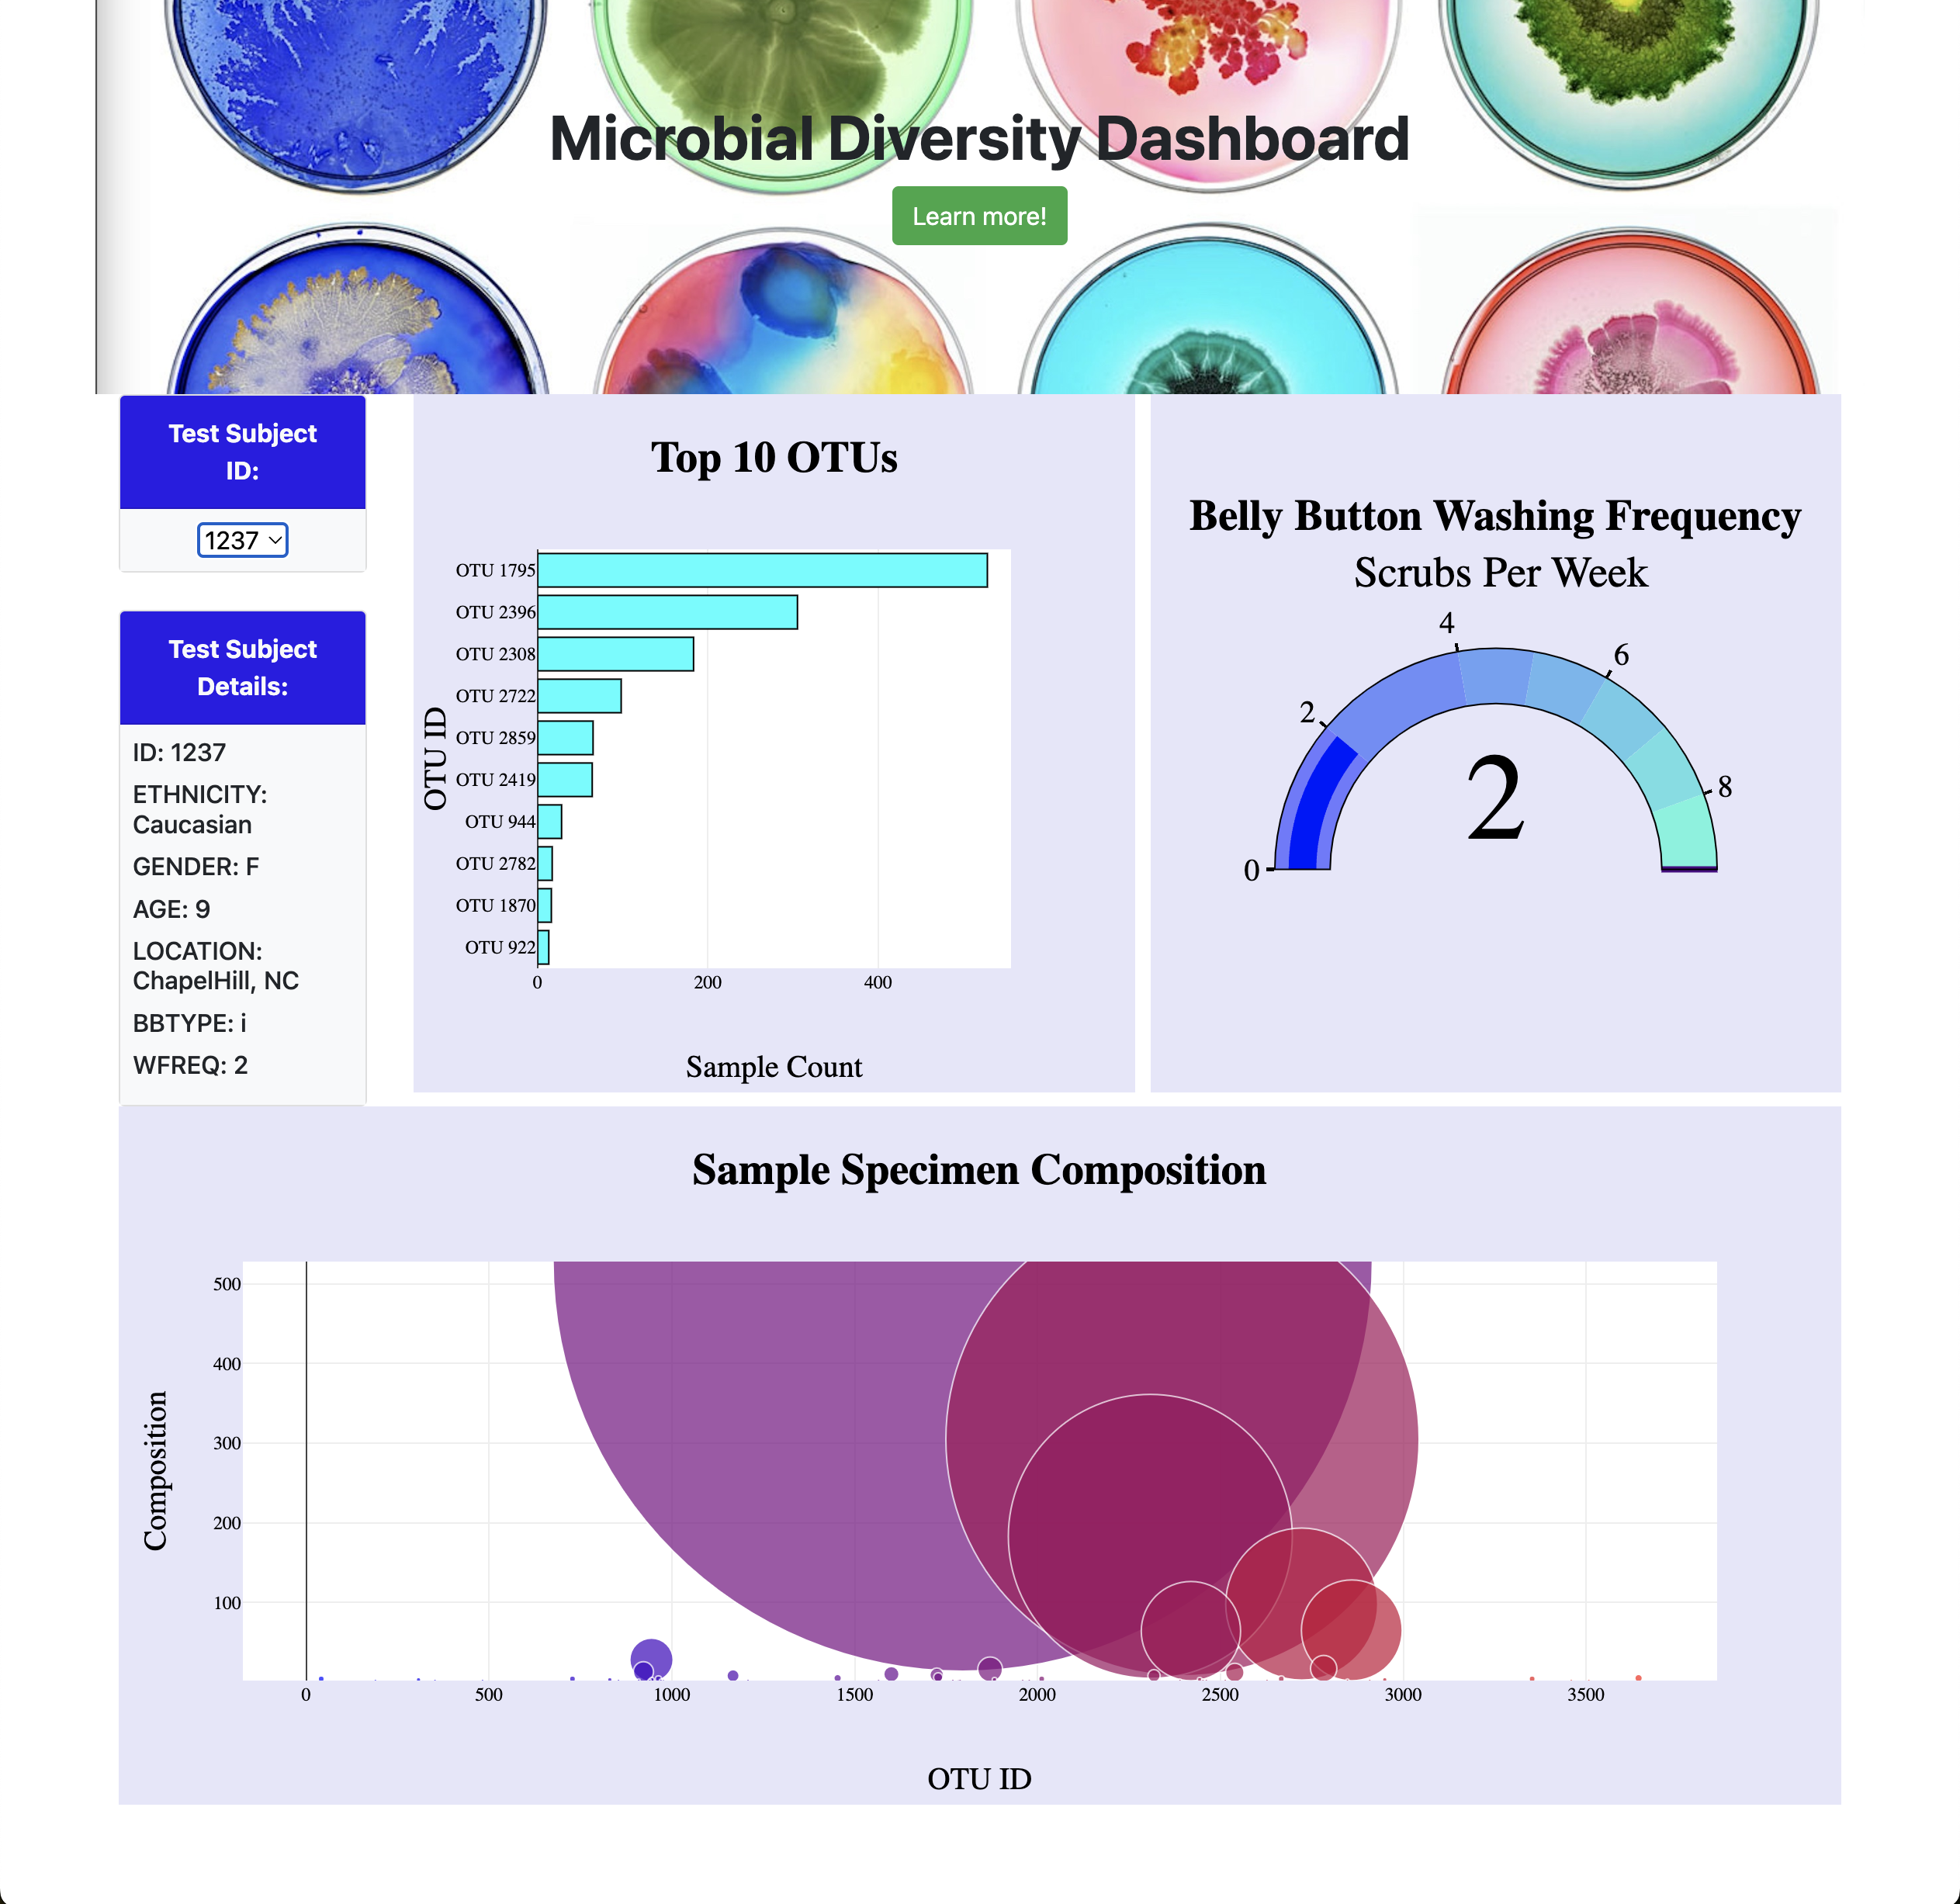 Microbial Diversity Dashboard
Learn more!
Test Subject
ID:
1237
Test Subject
Details:
ID: 1237
ETHNICITY:
Caucasian
GENDER: F
AGE: 9
LOCATION:
ChapelHill, NC
BBTYPE: i
WFREQ: 2
Top 10 OTUs
OTU ID
OTU 1795
OTU 2396
OTU 2308
OTU 2722
OTU 2859
OTU 2419
OTU 944
OTU 2782
OTU 1870
OTU 922
0 200 400
Sample Count
Belly Button Washing Frequency
Scrubs Per Week
0
2
4
6
8
2
Sample Specimen Composition
Composition
500
400
300
200
100
0 500 1000 1500 2000 2500 3000 3500
OTU ID